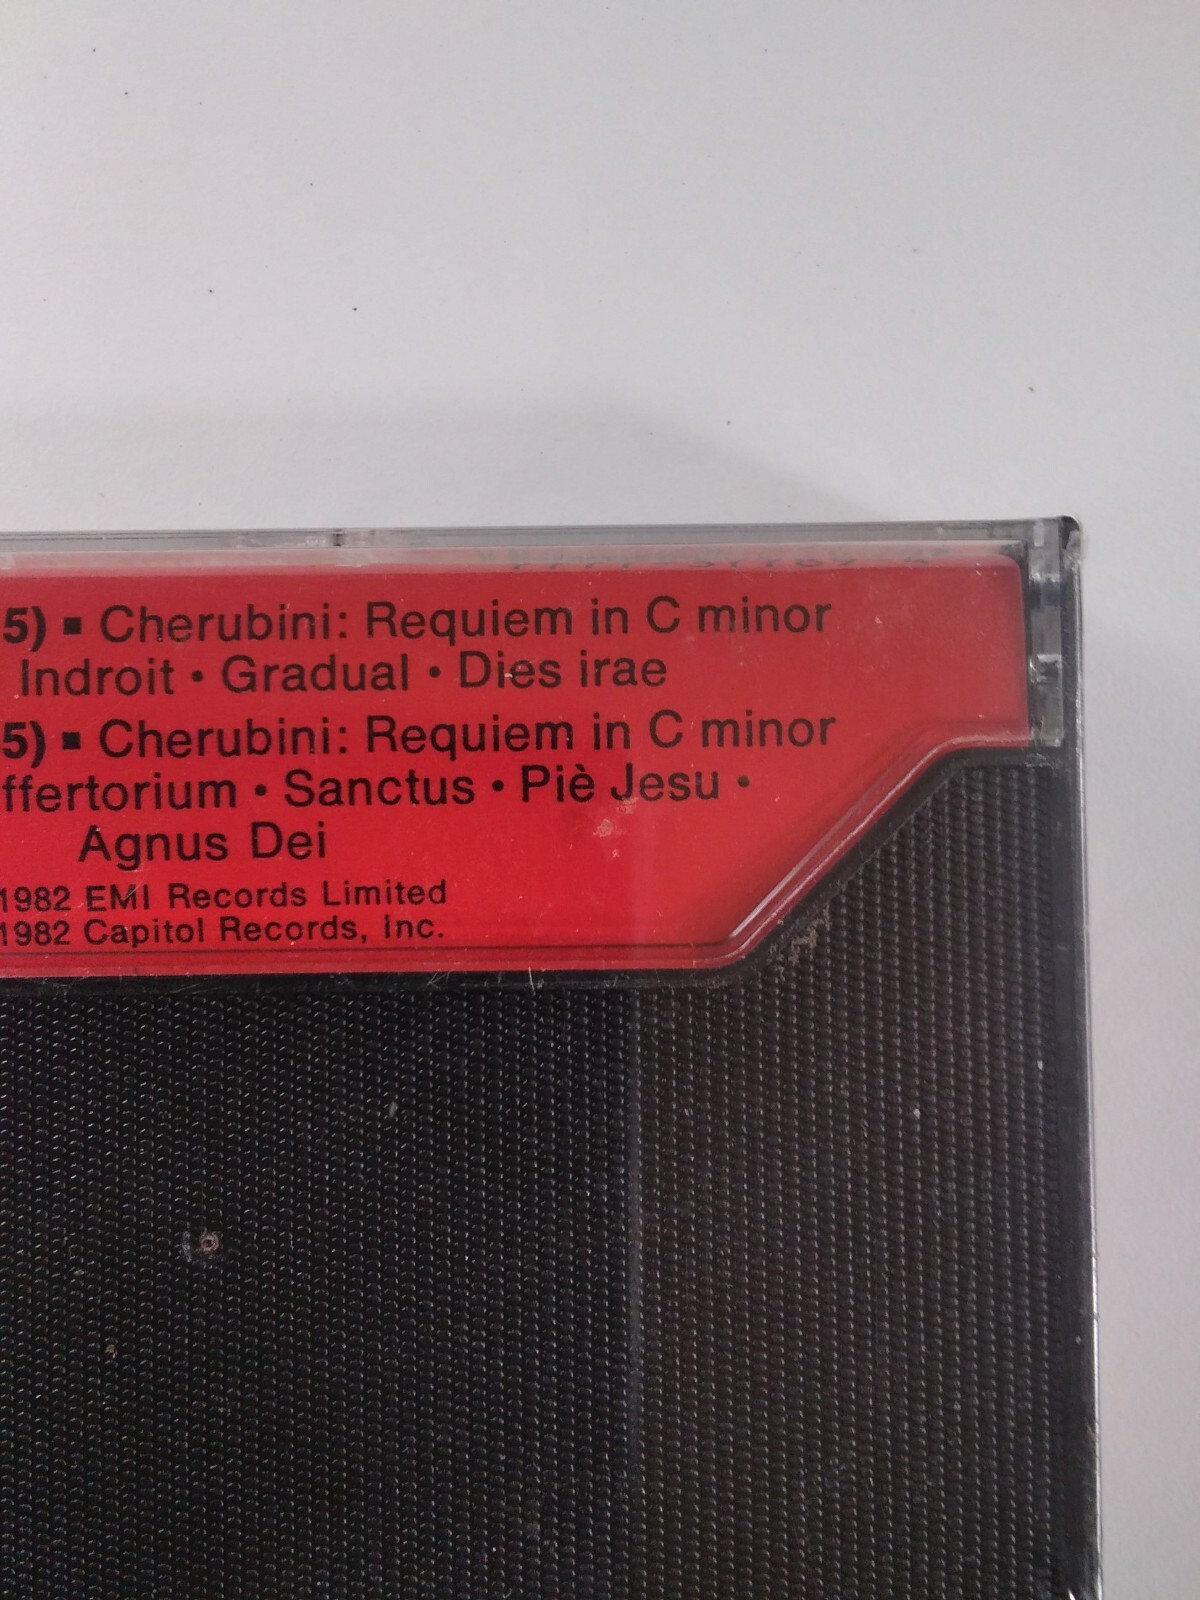 5) ▪ Cherubini: Requiem in C minor
Indroit • Gradual • Dies irae
5) ▪ Cherubini: Requiem in C minor
ffertorium • Sanctus • Piè Jesu •
Agnus Dei
1982 EMI Records Limited
1982 Capitol Records, Inc.